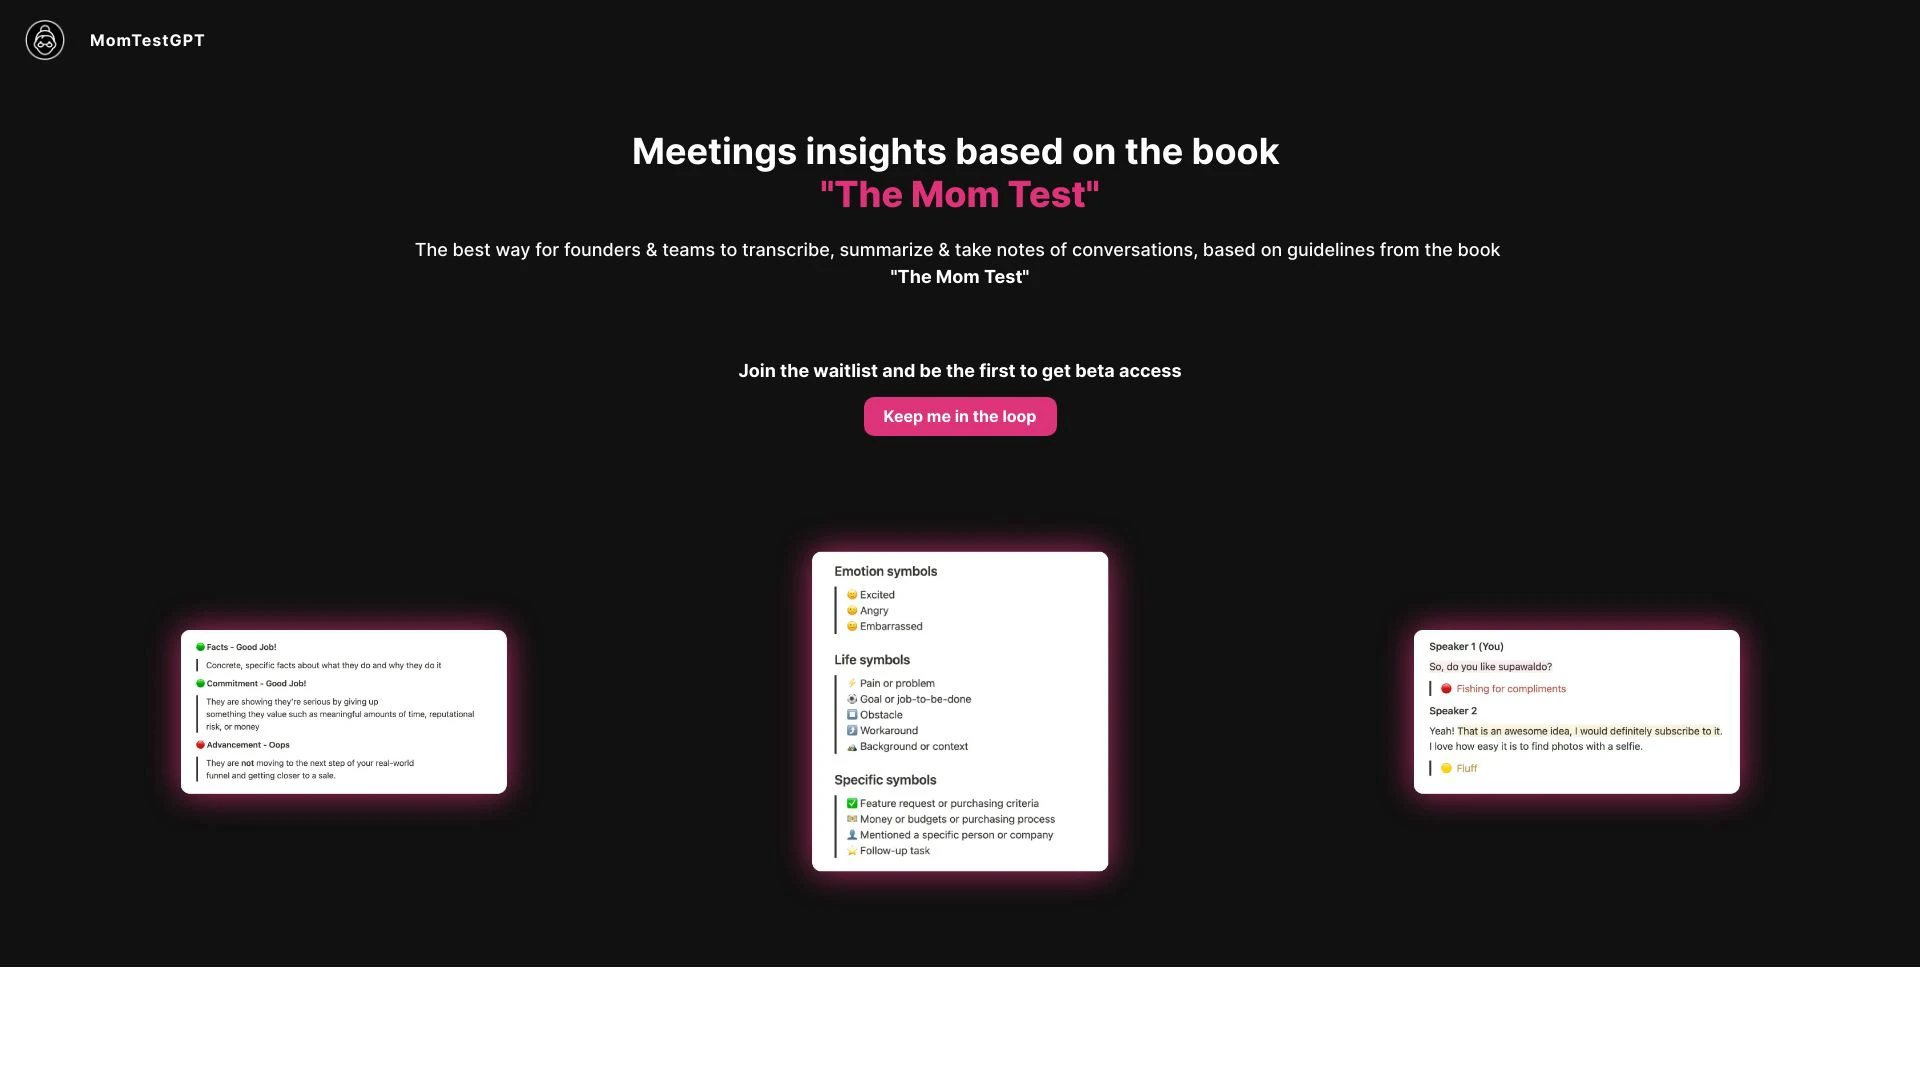 MomTestGPT
Meetings insights based on the book
"The Mom Test"
The best way for founders & teams to transcribe, summarize & take notes of conversations, based on guidelines from the book
"The Mom Test"
Join the waitlist and be the first to get beta access
Keep me in the loop
Facts - Good Job!
Concrete, specific facts about what they do and why they do it
Commitment - Good Job!
They are showing they're serious by giving up
something they value such as meaningful amounts of time, reputational
risk, or money
Advancement - Oops
They are not moving to the next step of your real-world
funnel and getting closer to a sale.
Emotion symbols
Excited
Angry
Embarrassed
Life symbols
Pain or problem
Goal or job-to-be-done
Obstacle
Workaround
Background or context
Specific symbols
Feature request or purchasing criteria
Money or budgets or purchasing process
Mentioned a specific person or company
Follow-up task
Speaker 1 (You)
So, do you like supawaldo?
Fishing for compliments
Speaker 2
Yeah! That is an awesome idea, I would definitely subscribe to it.
I love how easy it is to find photos with a selfie.
Fluff